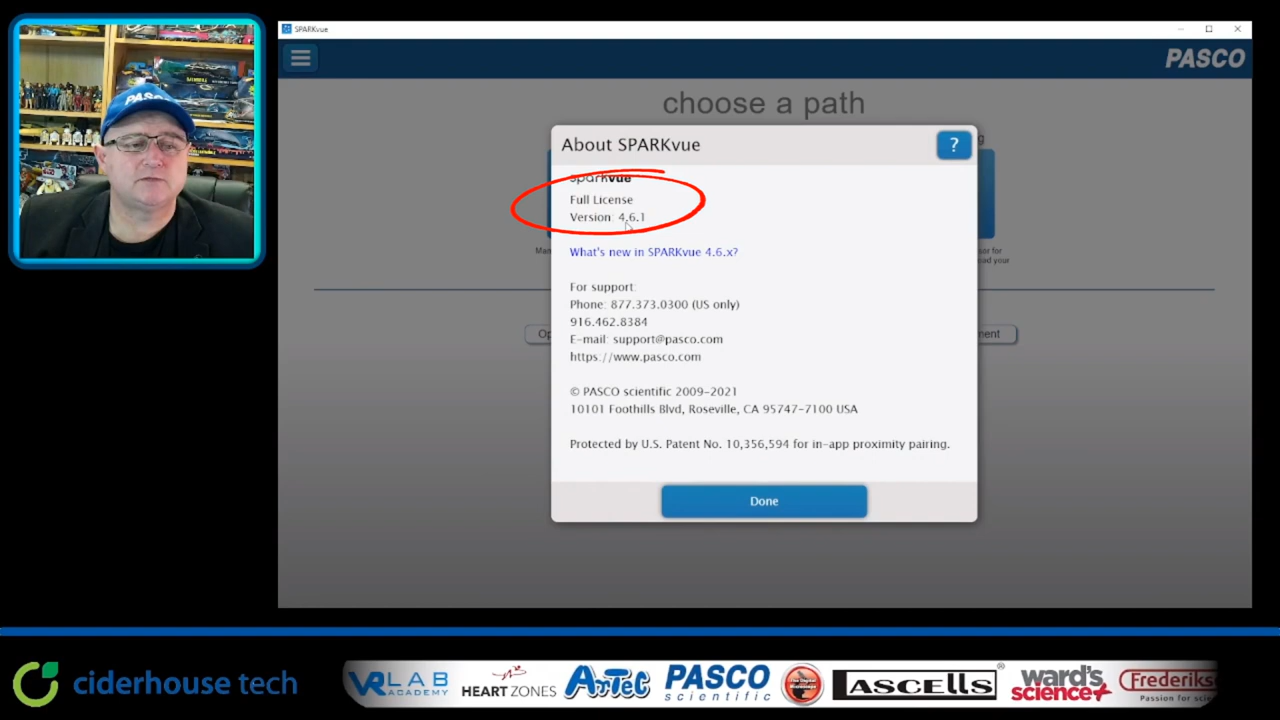 SPARKvue
PASCO
PASCO
choose a path
About SPARKvue
?
sparkvue
Full License
Version: 4.6.1
What's new in SPARKvue 4.6.x?
For support:
Phone: 877.373.0300 (US only)
916.462.8384
E-mail: support@pasco.com
https://www.pasco.com
© PASCO scientific 2009-2021
10101 Foothills Blvd, Roseville, CA 95747-7100 USA
Protected by U.S. Patent No. 10,356,594 for in-app proximity pairing.
Done
ciderhouse tech
VR LAB ACADEMY
HEART ZONES
ArTec
PASCO scientific
LASCELLS®
ward's science+
Frederiks
Passion for sci